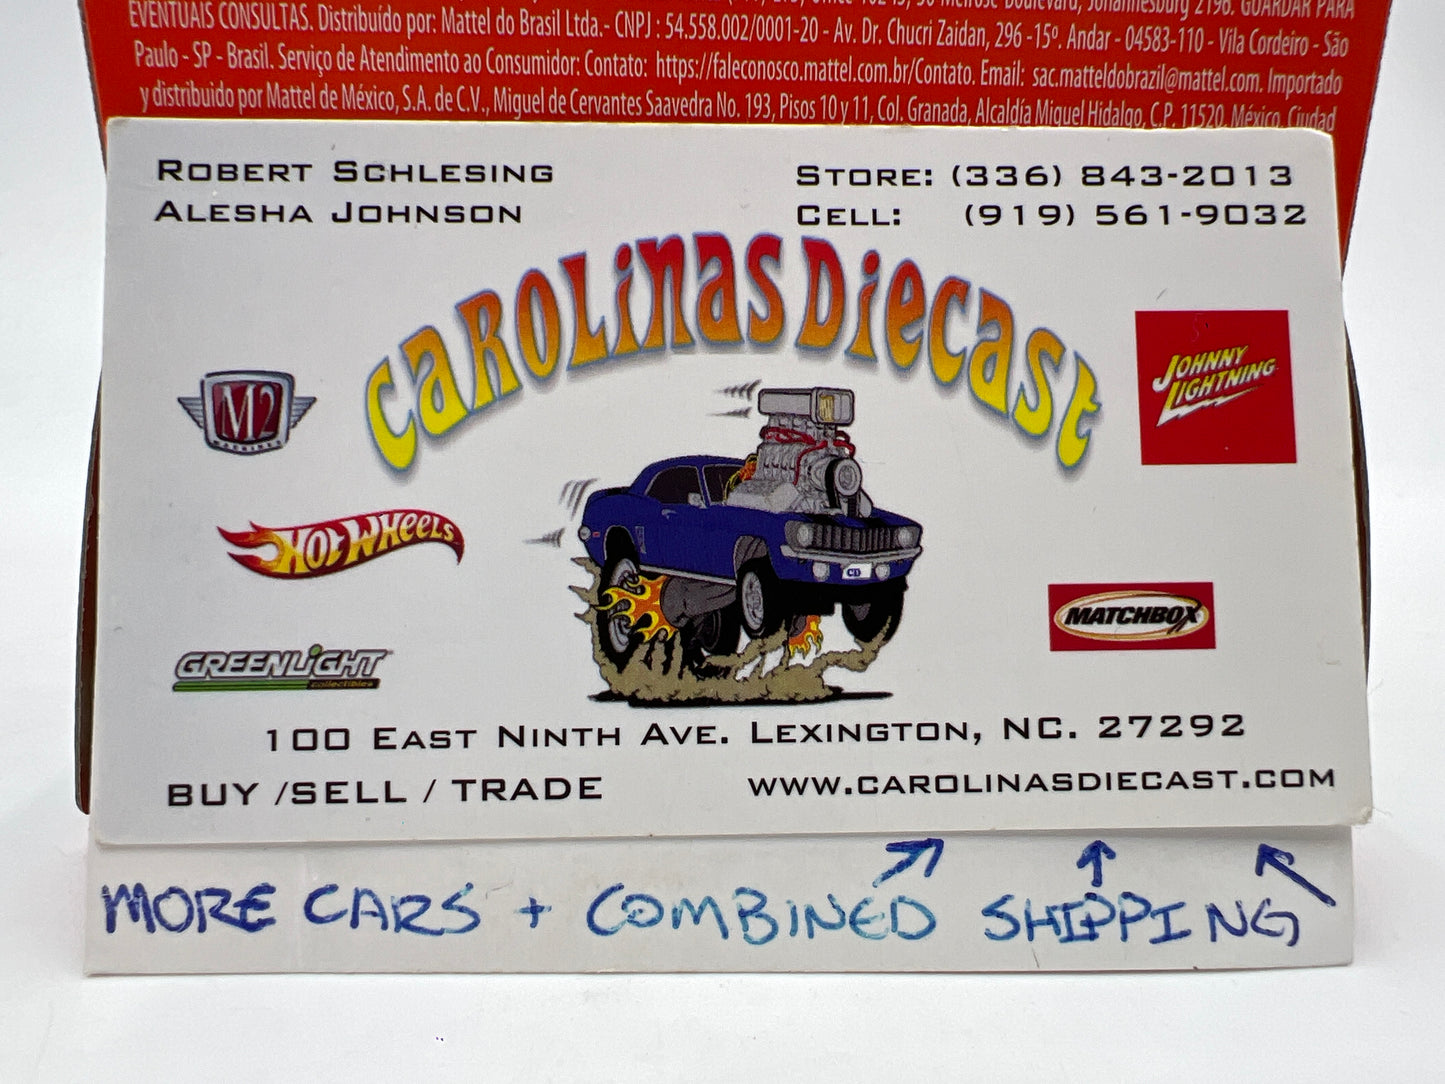 EVENTUAIS CONSULTAS. Distribuído por: Mattel do Brasil Ltda.- CNPJ : 54.558.002/0001-20 - Av. Dr. Chucri Zaidan, 296 -15º. Andar - 04583-110 - Vila Cordeiro - São
Paulo - SP - Brasil. Serviço de Atendimento ao Consumidor: Contato: https://faleconosco.mattel.com.br/Contato. Email: sac.matteldobrazil@mattel.com. Importado
y distribuido por Mattel de México, S.A. de C.V., Miguel de Cervantes Saavedra No. 193, Pisos 10 y 11, Col. Granada, Alcaldía Miguel Hidalgo, C.P. 11520, México, Ciudad
ROBERT SCHLESING
STORE: (336) 843-2013
ALESHA JOHNSON
CELL: (919) 561-9032
CAROLINAS DIECAST
M2
MACHINES
JOHNNY
LIGHTNING
HOT WHEELS
MATCHBOX
GREENLIGHT
collectibles
100 EAST NINTH AVE. LEXINGTON, NC. 27292
BUY /SELL / TRADE
WWW.CAROLINASDIECAST.COM
MORE CARS + COMBINED SHIPPING